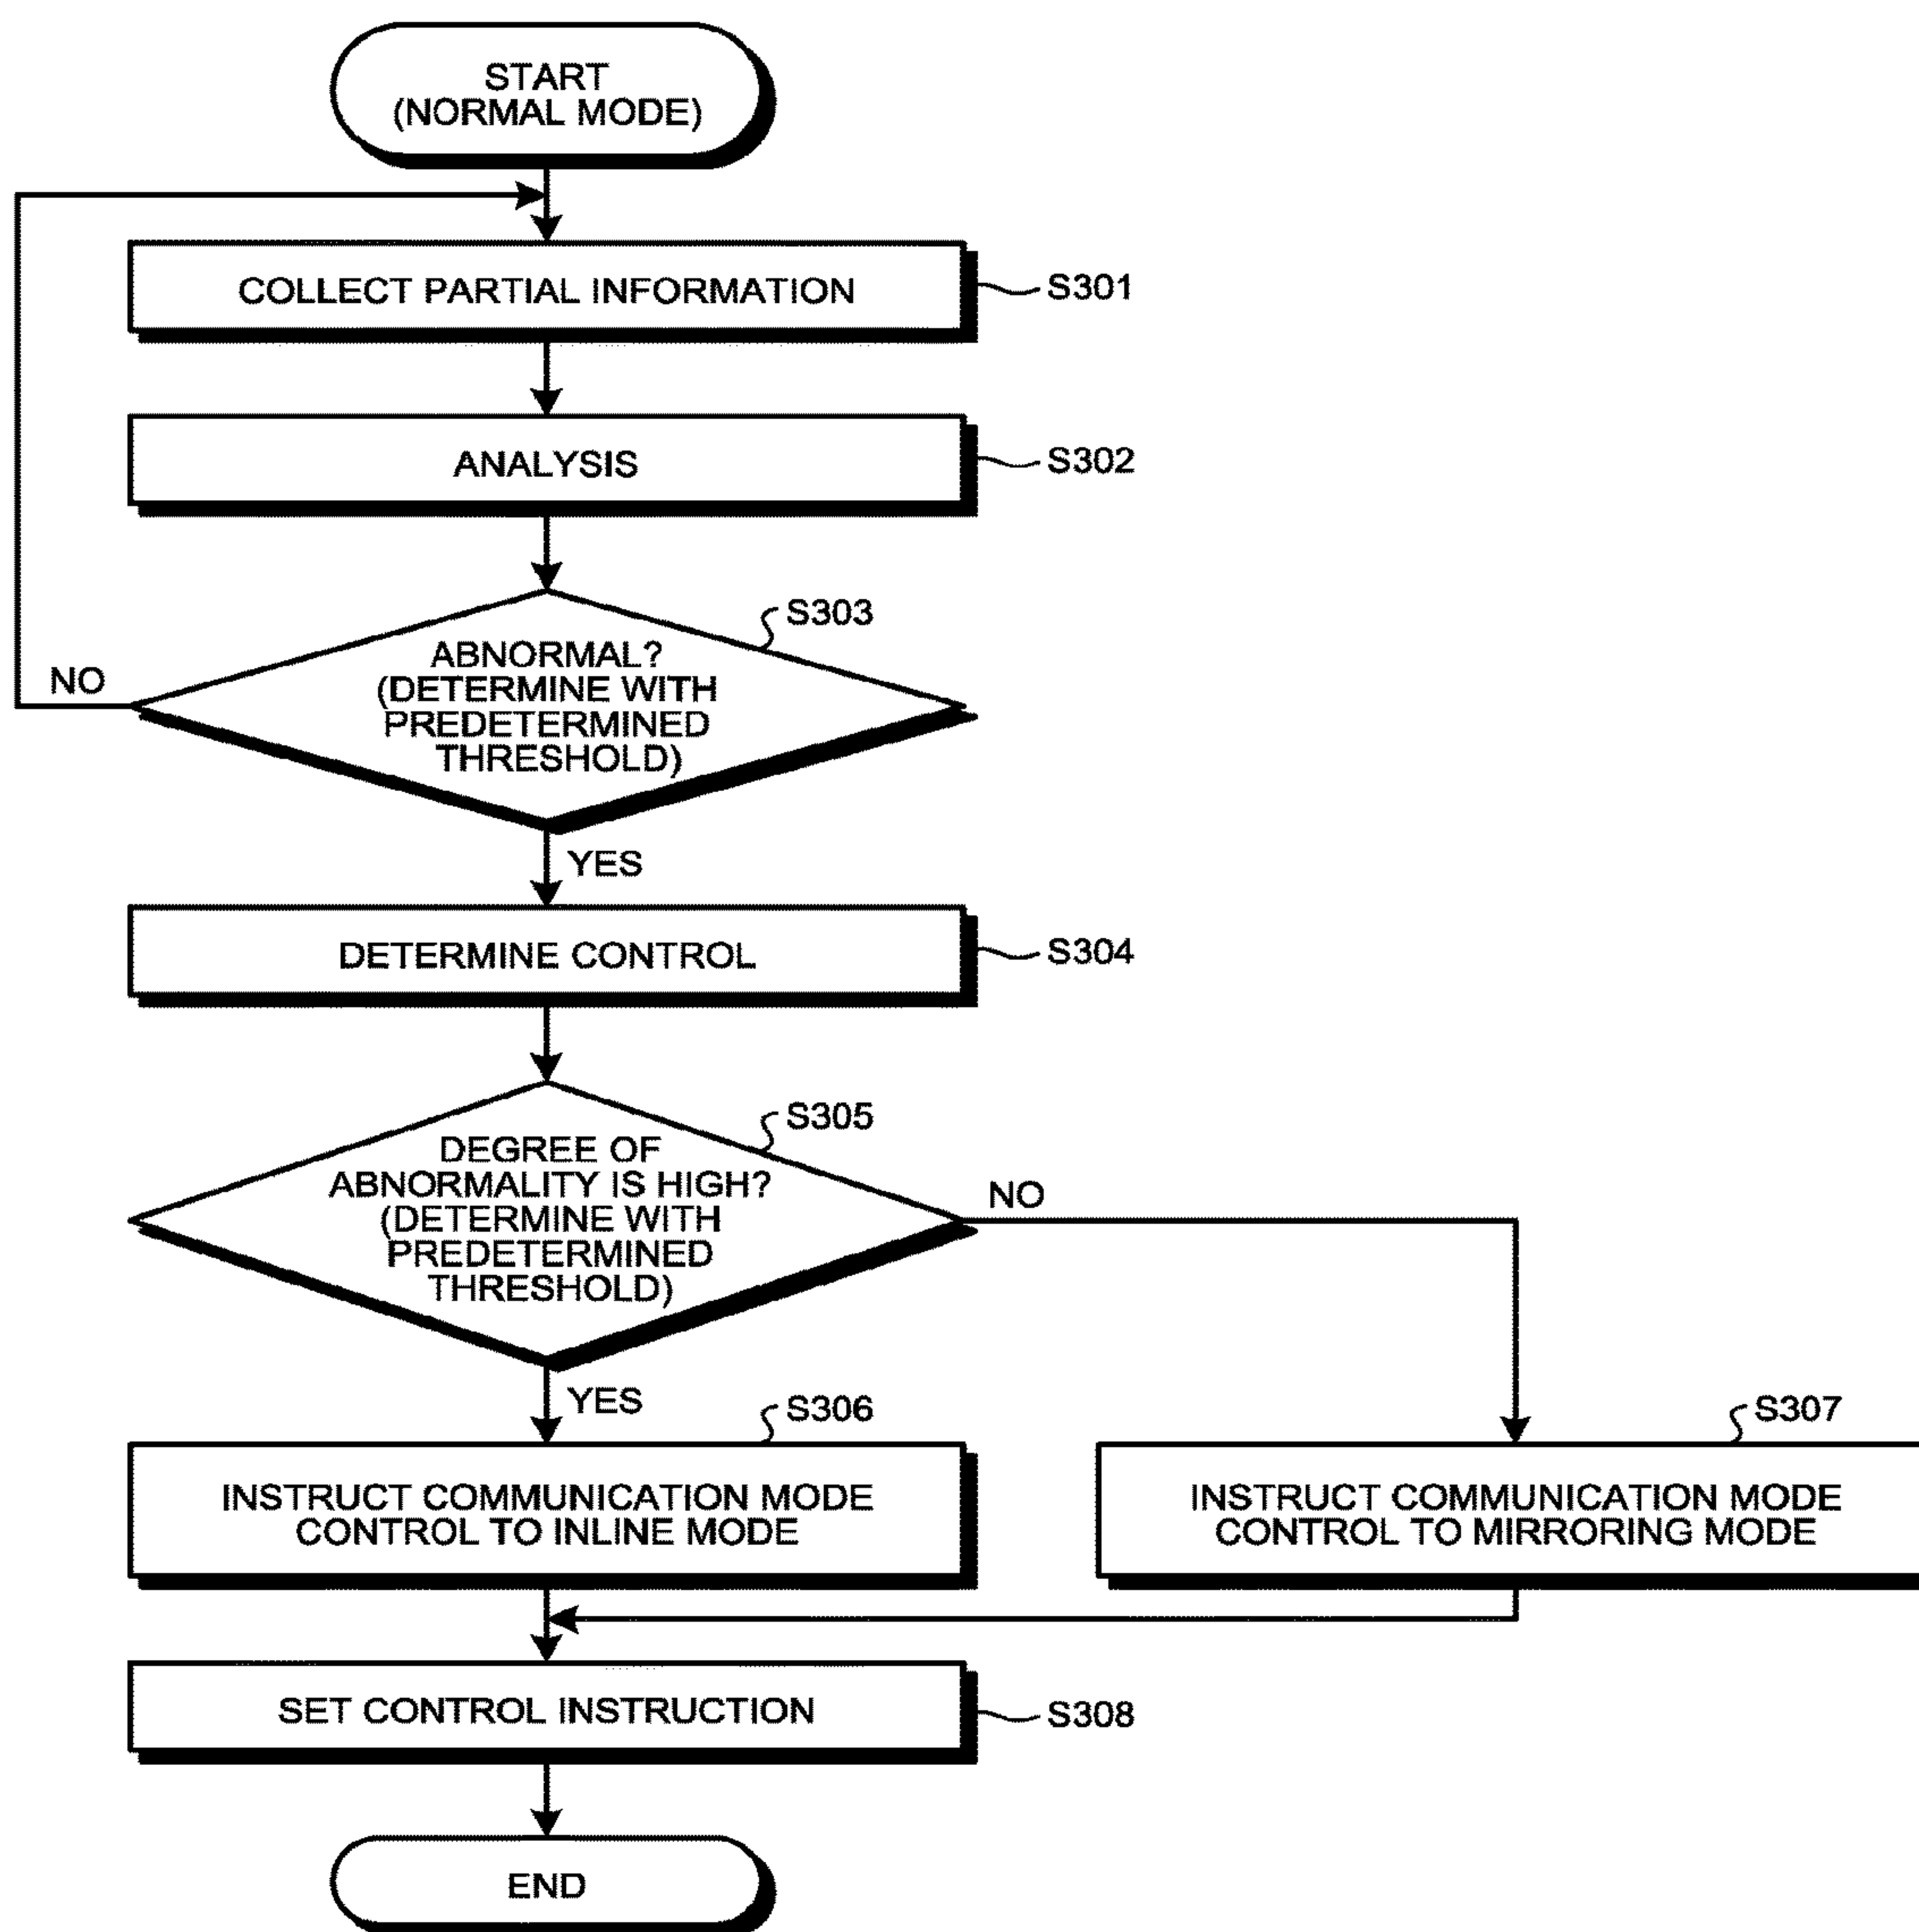 START
(NORMAL MODE)
COLLECT PARTIAL INFORMATION
S301
ANALYSIS
S302
S303
ABNORMAL?
(DETERMINE WITH
PREDETERMINED
THRESHOLD)
NO
YES
DETERMINE CONTROL
S304
S305
DEGREE OF
ABNORMALITY IS HIGH?
(DETERMINE WITH
PREDETERMINED
THRESHOLD)
NO
YES
S306
INSTRUCT COMMUNICATION MODE
CONTROL TO INLINE MODE
S307
INSTRUCT COMMUNICATION MODE
CONTROL TO MIRRORING MODE
SET CONTROL INSTRUCTION
S308
END